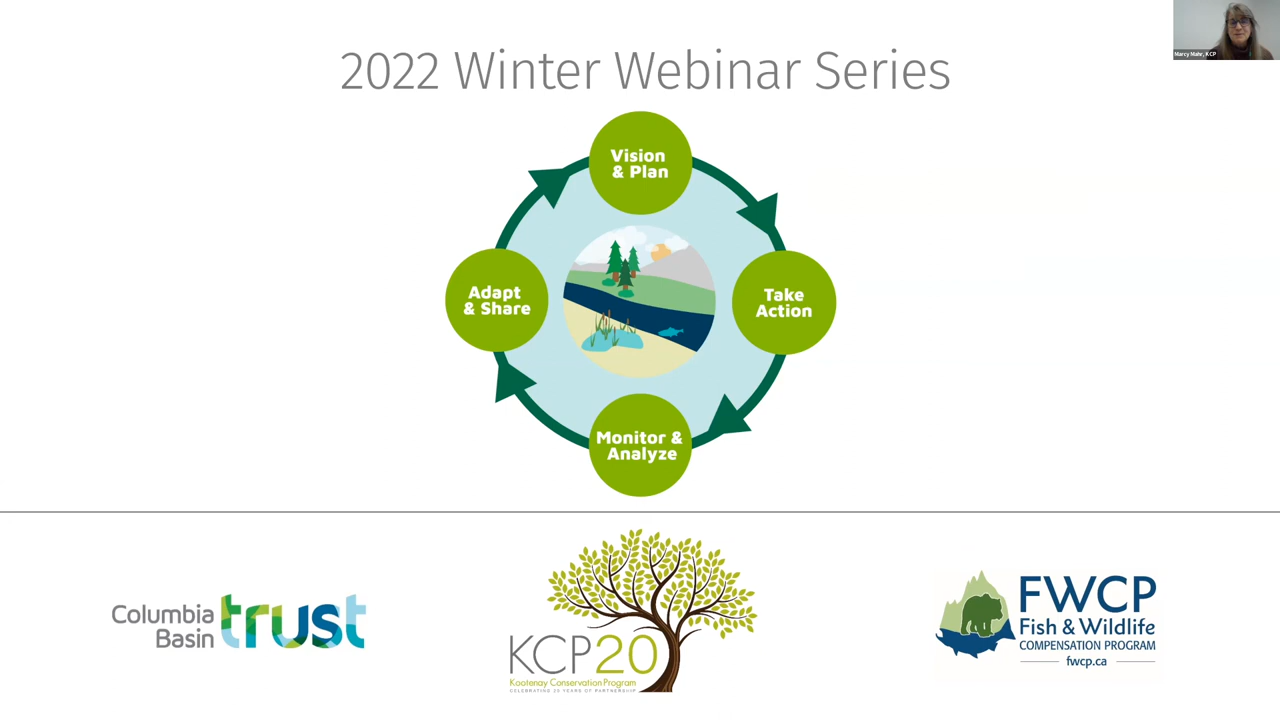 2022 Winter Webinar Series
Marcy Mahr, KCP
Vision
& Plan
Adapt
& Share
Take
Action
Monitor &
Analyze
Columbia
Basin
trust
KCP20
Kootenay Conservation Program
CELEBRATING 20 YEARS OF PARTNERSHIP
FWCP
Fish & Wildlife
COMPENSATION PROGRAM
fwcp.ca